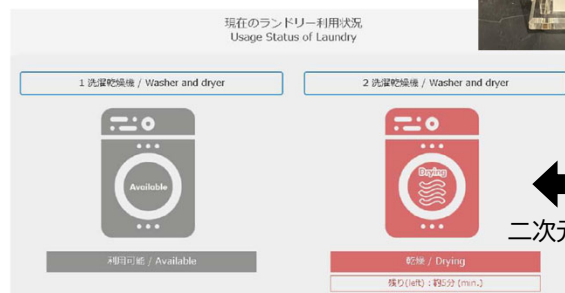 現在のランドリー利用状況
Usage Status of Laundry
1 洗濯乾燥機 / Washer and dryer
2 洗濯乾燥機 / Washer and dryer
Available
Drying
利用可能 / Available
乾燥 / Drying
残り(left)：約5分 (min.)
二次元